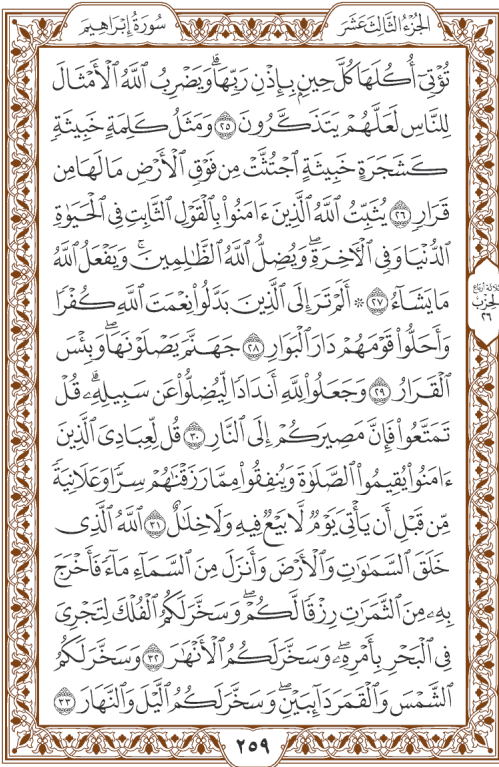 الجزء الثالث عشر
سورة إبراهيم
تُؤْتِىٓ أُكُلَهَا كُلَّ حِينٍۭ بِإِذْنِ رَبِّهَاۗ وَيَضْرِبُ ٱللَّهُ ٱلْأَمْثَالَ
لِلنَّاسِ لَعَلَّهُمْ يَتَذَكَّرُونَ ٢٥ وَمَثَلُ كَلِمَةٍ خَبِيثَةٍ
كَشَجَرَةٍ خَبِيثَةٍ ٱجْتُثَّتْ مِن فَوْقِ ٱلْأَرْضِ مَا لَهَا مِن
قَرَارٍ ٢٦ يُثَبِّتُ ٱللَّهُ ٱلَّذِينَ ءَامَنُوا۟ بِٱلْقَوْلِ ٱلثَّابِتِ فِى ٱلْحَيَوٰةِ
ٱلدُّنْيَا وَفِى ٱلْأَخِرَةِۖ وَيُضِلُّ ٱللَّهُ ٱلظَّـٰلِمِينَۚ وَيَفْعَلُ ٱللَّهُ
مَا يَشَآءُ ٢٧ ۞ أَلَمْ تَرَ إِلَى ٱلَّذِينَ بَدَّلُوا۟ نِعْمَتَ ٱللَّهِ كُفْرًا
وَأَحَلُّوا۟ قَوْمَهُمْ دَارَ ٱلْبَوَارِ ٢٨ جَهَنَّمَ يَصْلَوْنَهَاۖ وَبِئْسَ
ٱلْقَرَارُ ٢٩ وَجَعَلُوا۟ لِلَّهِ أَندَادًا لِّيُضِلُّوا۟ عَن سَبِيلِهِۦۗ قُلْ
تَمَتَّعُوا۟ فَإِنَّ مَصِيرَكُمْ إِلَى ٱلنَّارِ ٣٠ قُل لِّعِبَادِىَ ٱلَّذِينَ
ءَامَنُوا۟ يُقِيمُوا۟ ٱلصَّلَوٰةَ وَيُنفِقُوا۟ مِمَّا رَزَقْنَـٰهُمْ سِرًّا وَعَلَانِيَةً
مِّن قَبْلِ أَن يَأْتِىَ يَوْمٌ لَّا بَيْعٌ فِيهِ وَلَا خِلَـٰلٌ ٣١ ٱللَّهُ ٱلَّذِى
خَلَقَ ٱلسَّمَـٰوَٰتِ وَٱلْأَرْضَ وَأَنزَلَ مِنَ ٱلسَّمَآءِ مَآءً فَأَخْرَجَ
بِهِۦ مِنَ ٱلثَّمَرَٰتِ رِزْقًا لَّكُمْۖ وَسَخَّرَ لَكُمُ ٱلْفُلْكَ لِتَجْرِىَ
فِى ٱلْبَحْرِ بِأَمْرِهِۦۖ وَسَخَّرَ لَكُمُ ٱلْأَنْهَـٰرَ ٣٢ وَسَخَّرَ لَكُمُ
ٱلشَّمْسَ وَٱلْقَمَرَ دَآئِبَيْنِۖ وَسَخَّرَ لَكُمُ ٱلَّيْلَ وَٱلنَّهَارَ ٣٣
ثلاثة أرباع
الحزب
٢٦
٢٥٩